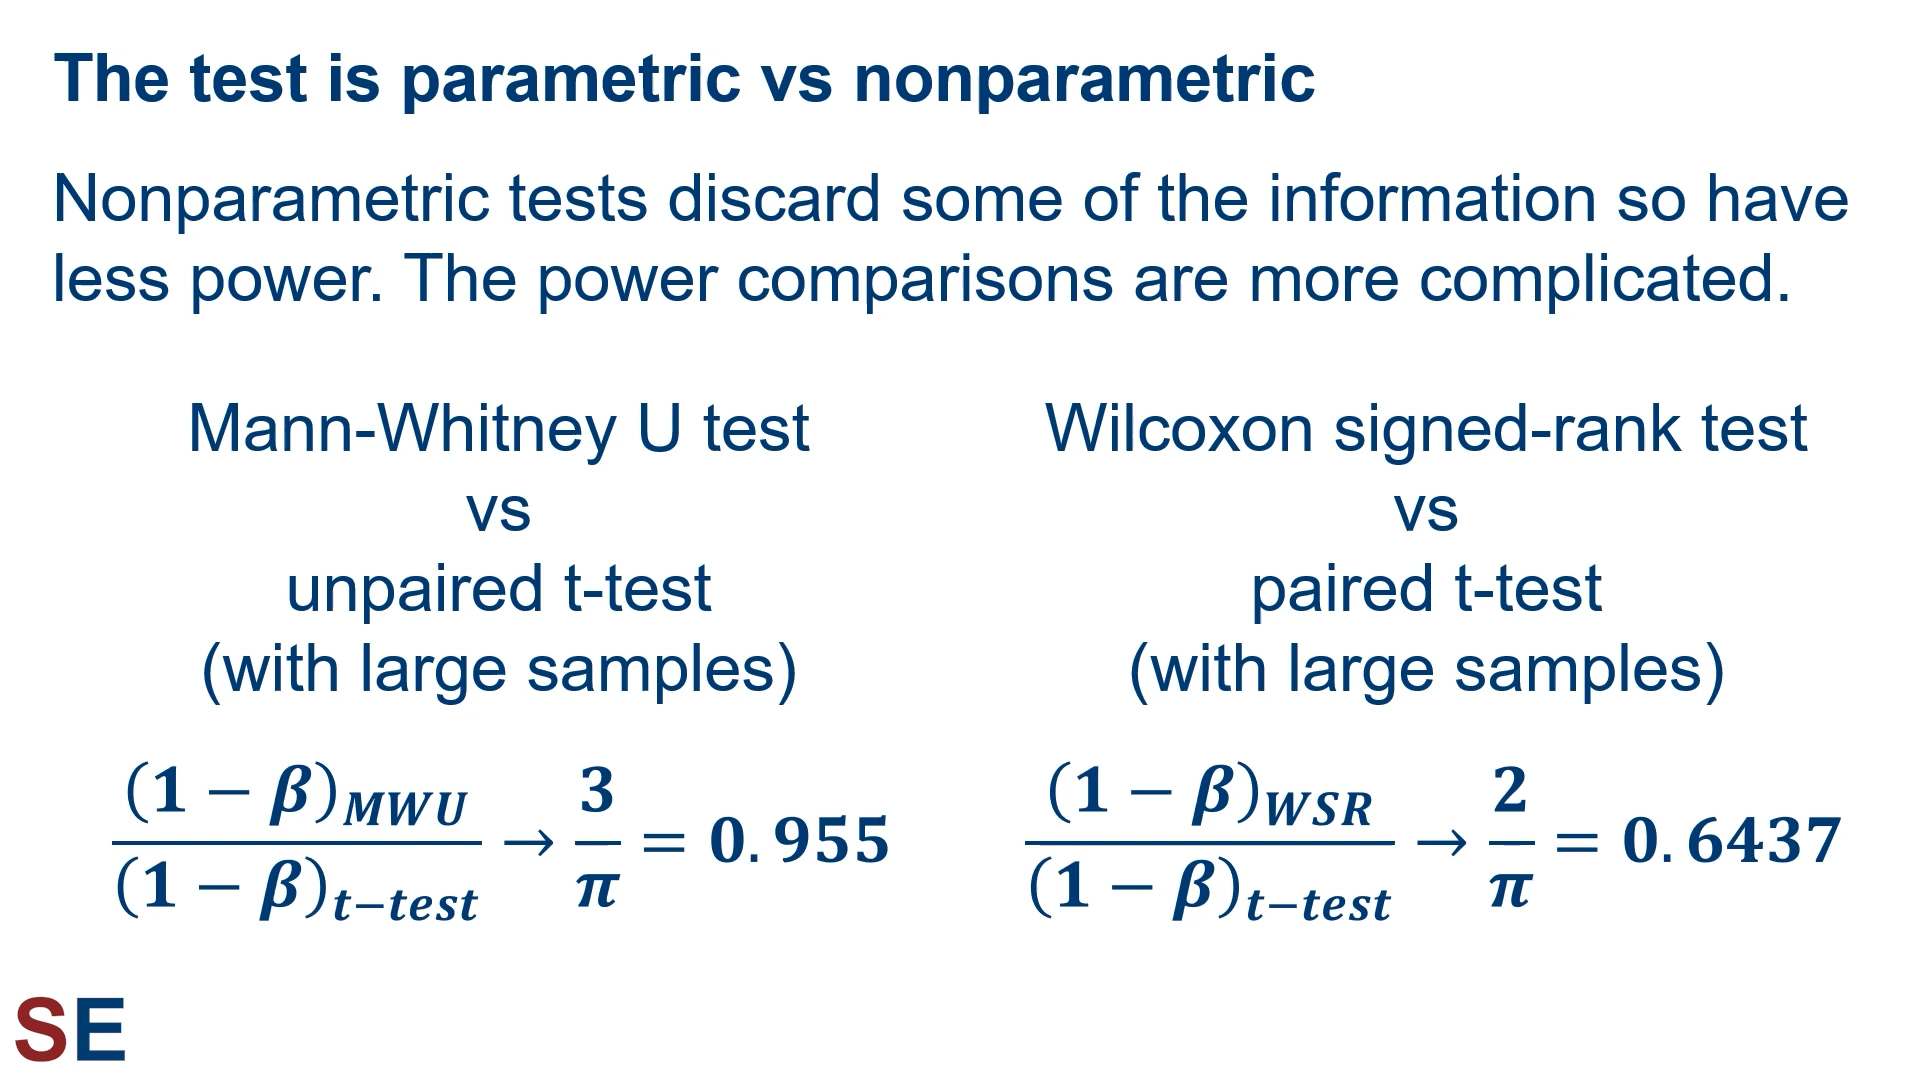 The test is parametric vs nonparametric
Nonparametric tests discard some of the information so have
less power. The power comparisons are more complicated.
Mann-Whitney U test
vs
unpaired t-test
(with large samples)
(1 − β)MWU / (1 − β)t−test → 3/π = 0.955
Wilcoxon signed-rank test
vs
paired t-test
(with large samples)
(1 − β)WSR / (1 − β)t−test → 2/π = 0.6437
SE